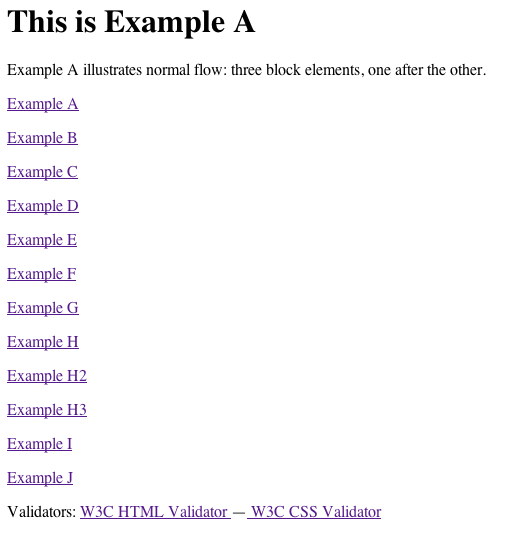 This is Example A
Example A illustrates normal flow: three block elements, one after the other.
Example A
Example B
Example C
Example D
Example E
Example F
Example G
Example H
Example H2
Example H3
Example I
Example J
Validators: W3C HTML Validator — W3C CSS Validator